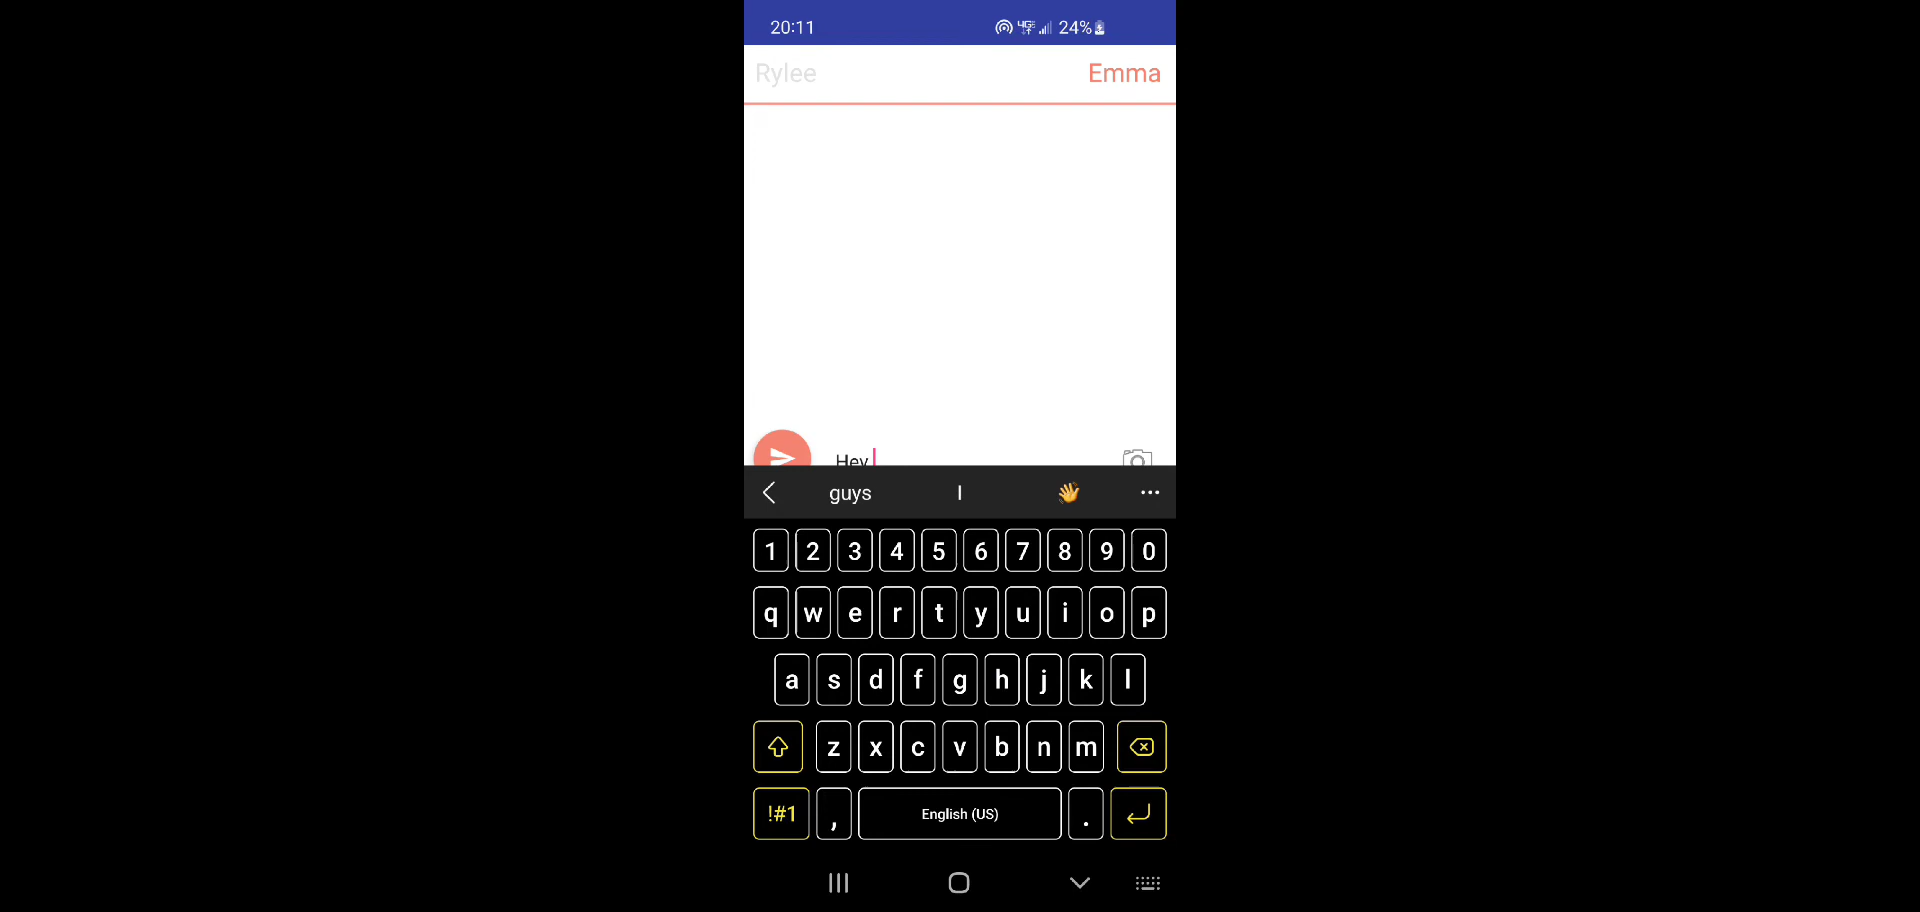 20:11 4GE 24%
Rylee Emma
Hey
guys I 👋 ...
1 2 3 4 5 6 7 8 9 0
q w e r t y u i o p
a s d f g h j k l
z x c v b n m
!#1 , English (US) .